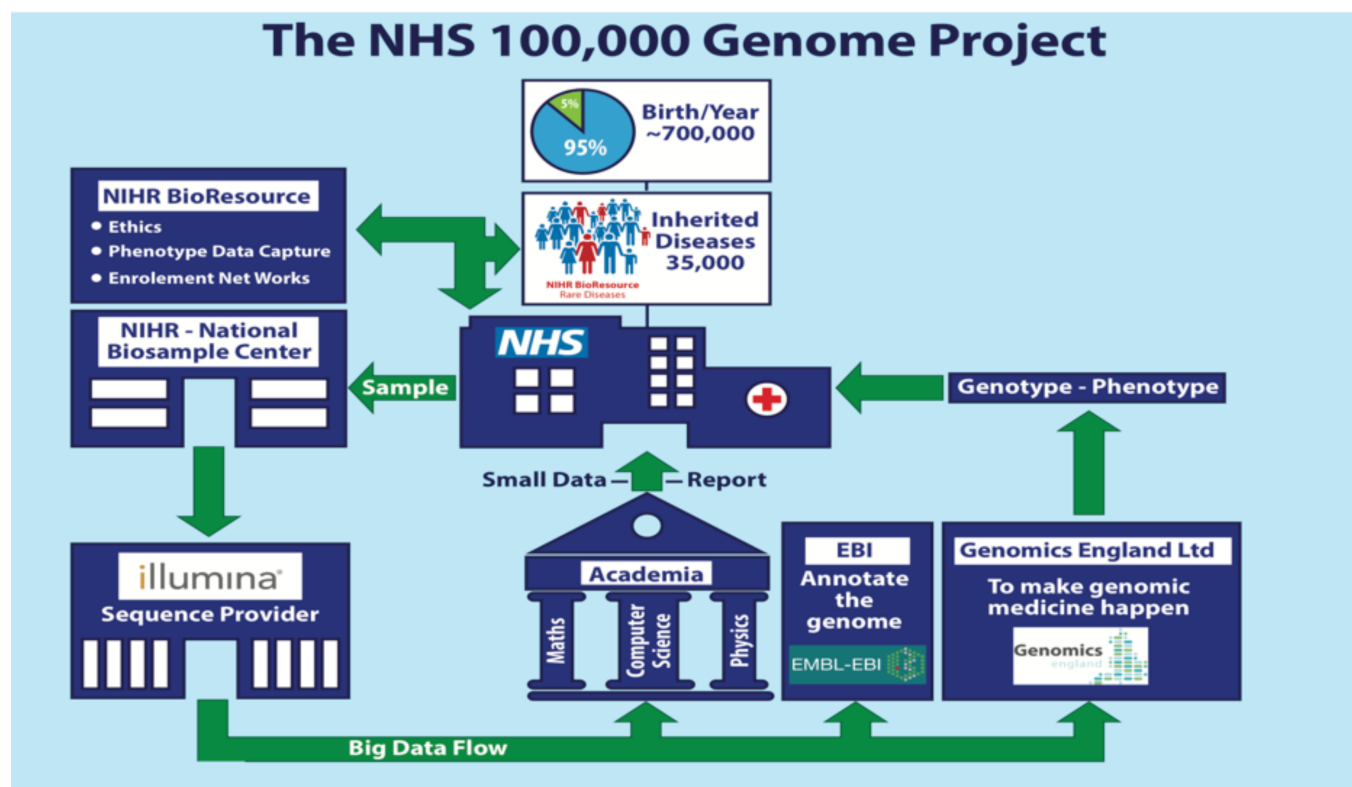 The NHS 100,000 Genome Project
5%
95%
Birth/Year
~700,000
NIHR BioResource
Ethics
Phenotype Data Capture
Enrolement Net Works
Inherited
Diseases
35,000
NIHR BioResource
Rare Diseases
NIHR - National
Biosample Center
NHS
Sample
Genotype - Phenotype
Small Data
Report
illumina®
Sequence Provider
Academia
Maths
Computer
Science
Physics
EBI
Annotate
the
genome
EMBL-EBI
Genomics England Ltd
To make genomic
medicine happen
Genomics
england
Big Data Flow